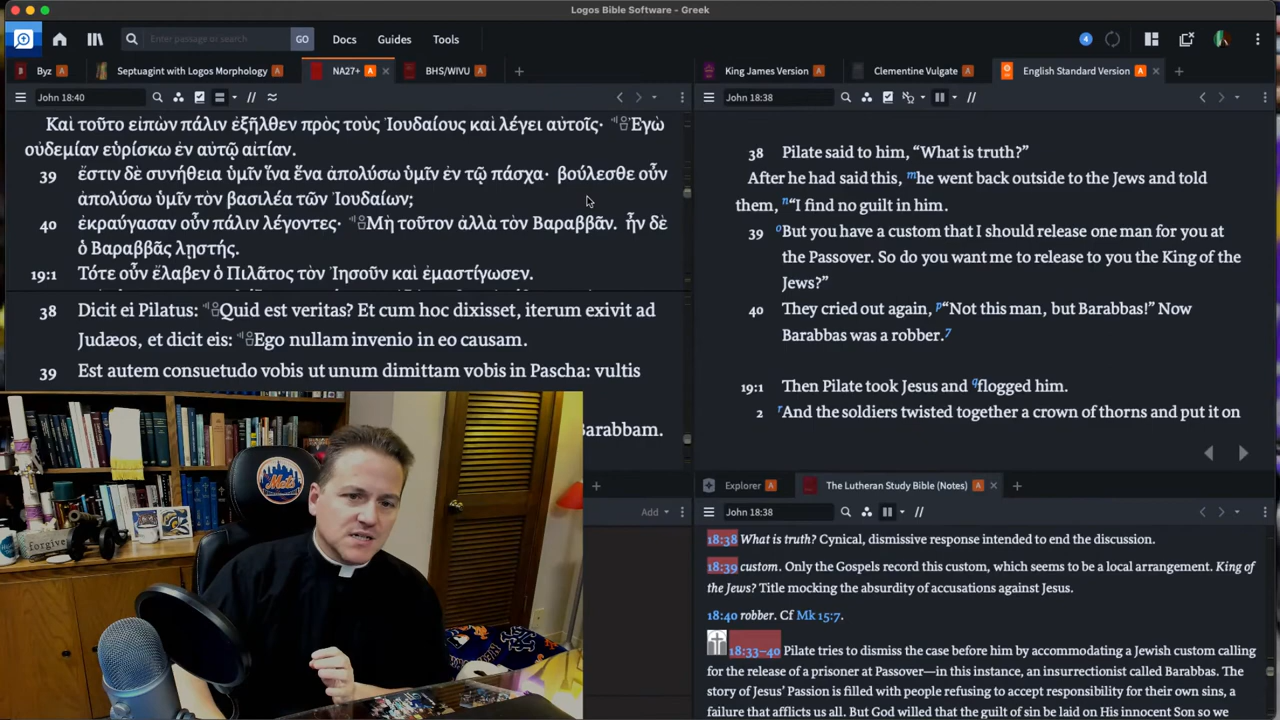 Logos Bible Software - Greek
Enter passage or search
GO
Docs
Guides
Tools
4
Byz A
Septuagint with Logos Morphology A
NA27+ A
BHS/WIVU A
John 18:40
Καὶ τοῦτο εἰπὼν πάλιν ἐξῆλθεν πρὸς τοὺς Ἰουδαίους καὶ λέγει αὐτοῖς· Ἐγὼ
οὐδεμίαν εὑρίσκω ἐν αὐτῷ αἰτίαν.
39 ἔστιν δὲ συνήθεια ὑμῖν ἵνα ἕνα ἀπολύσω ὑμῖν ἐν τῷ πάσχα· βούλεσθε οὖν
ἀπολύσω ὑμῖν τὸν βασιλέα τῶν Ἰουδαίων;
40 ἐκραύγασαν οὖν πάλιν λέγοντες· Μὴ τοῦτον ἀλλὰ τὸν Βαραββᾶν. ἦν δὲ
ὁ Βαραββᾶς λῃστής.
19:1 Τότε οὖν ἔλαβεν ὁ Πιλᾶτος τὸν Ἰησοῦν καὶ ἐμαστίγωσεν.
38 Dicit ei Pilatus: Quid est veritas? Et cum hoc dixisset, iterum exivit ad
Judæos, et dicit eis: Ego nullam invenio in eo causam.
39 Est autem consuetudo vobis ut unum dimittam vobis in Pascha: vultis
Barabbam.
Add
Mets
forgive
King James Version A
Clementine Vulgate A
English Standard Version A
John 18:38
38 Pilate said to him, “What is truth?”
After he had said this, m he went back outside to the Jews and told
them, n “I find no guilt in him.
39 o But you have a custom that I should release one man for you at
the Passover. So do you want me to release to you the King of the
Jews?”
40 They cried out again, p “Not this man, but Barabbas!” Now
Barabbas was a robber.7
19:1 Then Pilate took Jesus and q flogged him.
2 r And the soldiers twisted together a crown of thorns and put it on
Explorer A
The Lutheran Study Bible (Notes) A
John 18:38
18:38 What is truth? Cynical, dismissive response intended to end the discussion.
18:39 custom. Only the Gospels record this custom, which seems to be a local arrangement. King of
the Jews? Title mocking the absurdity of accusations against Jesus.
18:40 robber. Cf Mk 15:7.
18:33–40 Pilate tries to dismiss the case before him by accommodating a Jewish custom calling
for the release of a prisoner at Passover—in this instance, an insurrectionist called Barabbas. The
story of Jesus’ Passion is filled with people refusing to accept responsibility for their own sins, a
failure that afflicts us all. But God willed that the guilt of sin be laid on His innocent Son so we